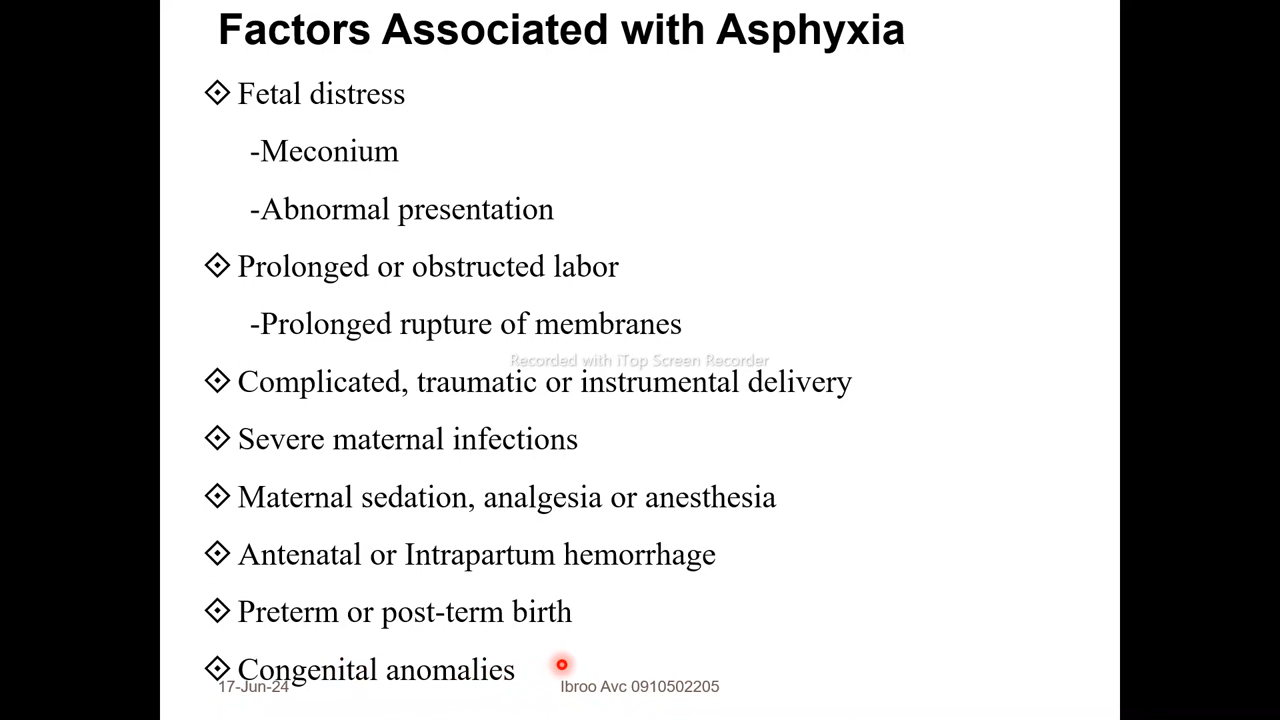 Factors Associated with Asphyxia
Fetal distress
-Meconium
-Abnormal presentation
Prolonged or obstructed labor
-Prolonged rupture of membranes
Recorded with iTop Screen Recorder
Complicated, traumatic or instrumental delivery
Severe maternal infections
Maternal sedation, analgesia or anesthesia
Antenatal or Intrapartum hemorrhage
Preterm or post-term birth
Congenital anomalies
17-Jun-24 Ibroo Avc 0910502205